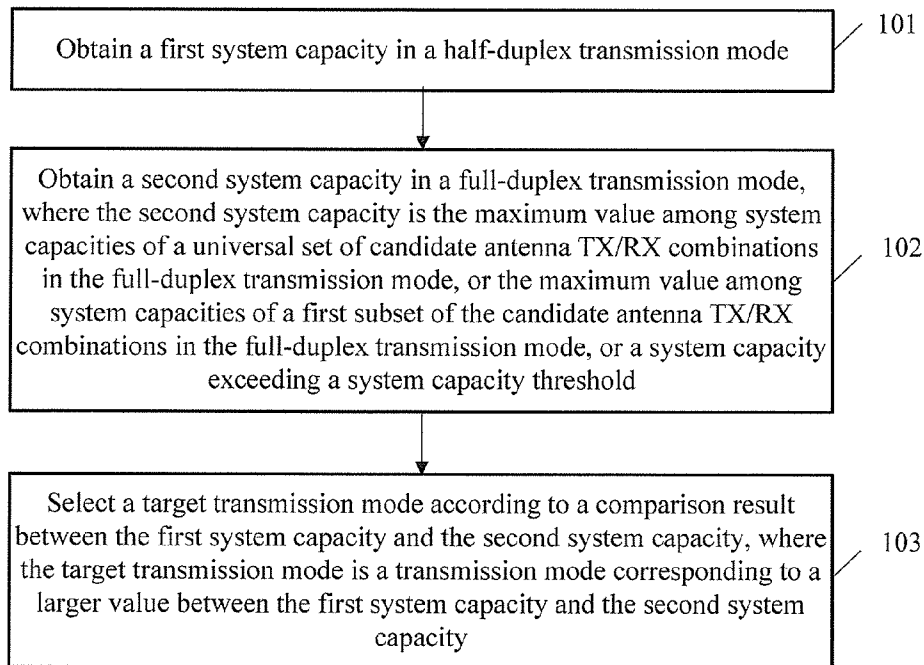 101
Obtain a first system capacity in a half-duplex transmission mode
Obtain a second system capacity in a full-duplex transmission mode,
where the second system capacity is the maximum value among system
capacities of a universal set of candidate antenna TX/RX combinations
in the full-duplex transmission mode, or the maximum value among
system capacities of a first subset of the candidate antenna TX/RX
combinations in the full-duplex transmission mode, or a system capacity
exceeding a system capacity threshold
102
Select a target transmission mode according to a comparison result
between the first system capacity and the second system capacity, where
the target transmission mode is a transmission mode corresponding to a
larger value between the first system capacity and the second system
capacity
103